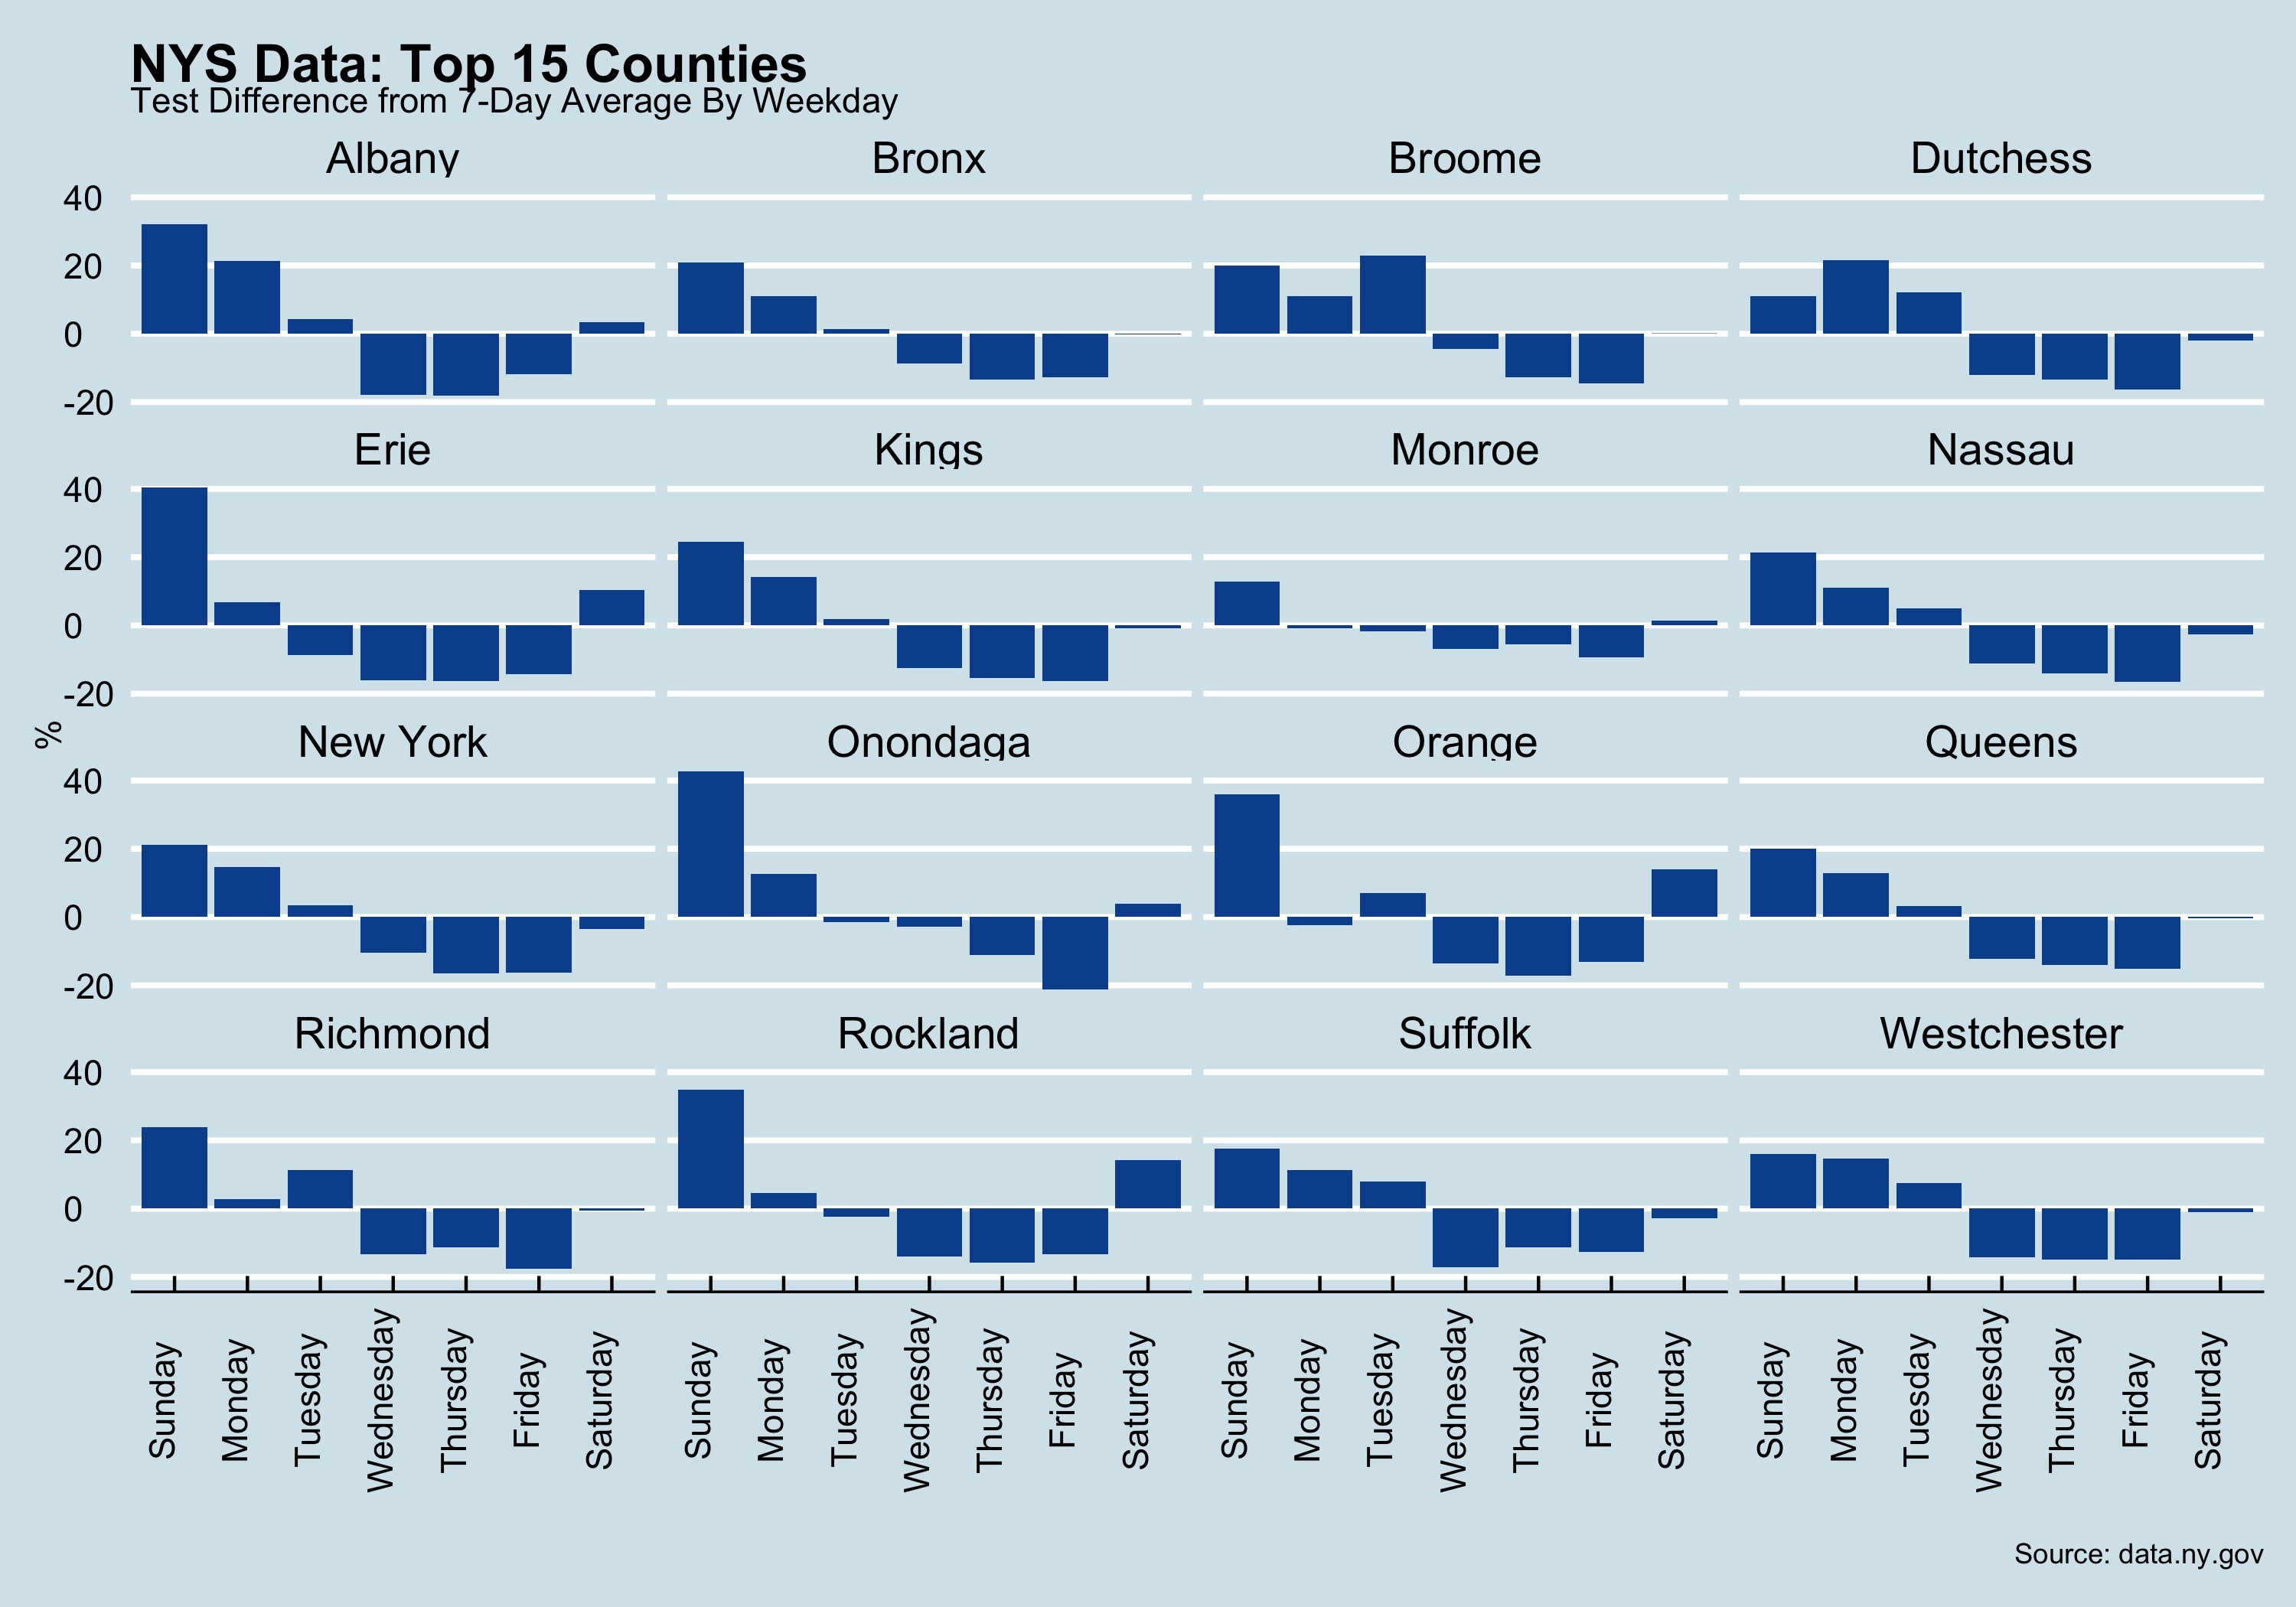 NYS Data: Top 15 Counties
Test Difference from 7-Day Average By Weekday
Albany Bronx Broome Dutchess
40
20
0
-20
Erie Kings Monroe Nassau
40
20
0
-20
%
New York Onondaga Orange Queens
40
20
0
-20
Richmond Rockland Suffolk Westchester
40
20
0
-20
Sunday Monday Tuesday Wednesday Thursday Friday Saturday Sunday Monday Tuesday Wednesday Thursday Friday Saturday Sunday Monday Tuesday Wednesday Thursday Friday Saturday Sunday Monday Tuesday Wednesday Thursday Friday Saturday
Source: data.ny.gov